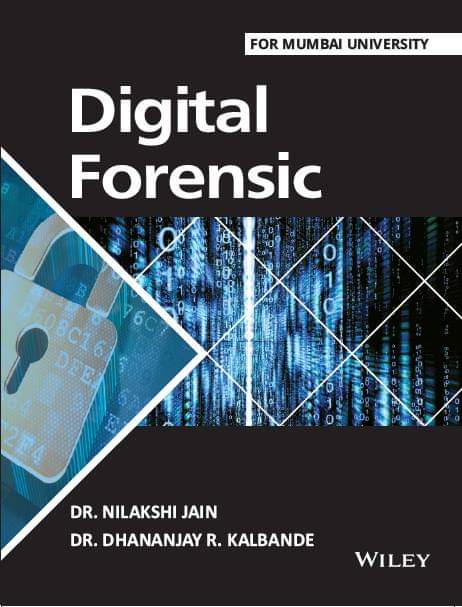 FOR MUMBAI UNIVERSITY
Digital
Forensic
DR. NILAKSHI JAIN
DR. DHANANJAY R. KALBANDE
WILEY